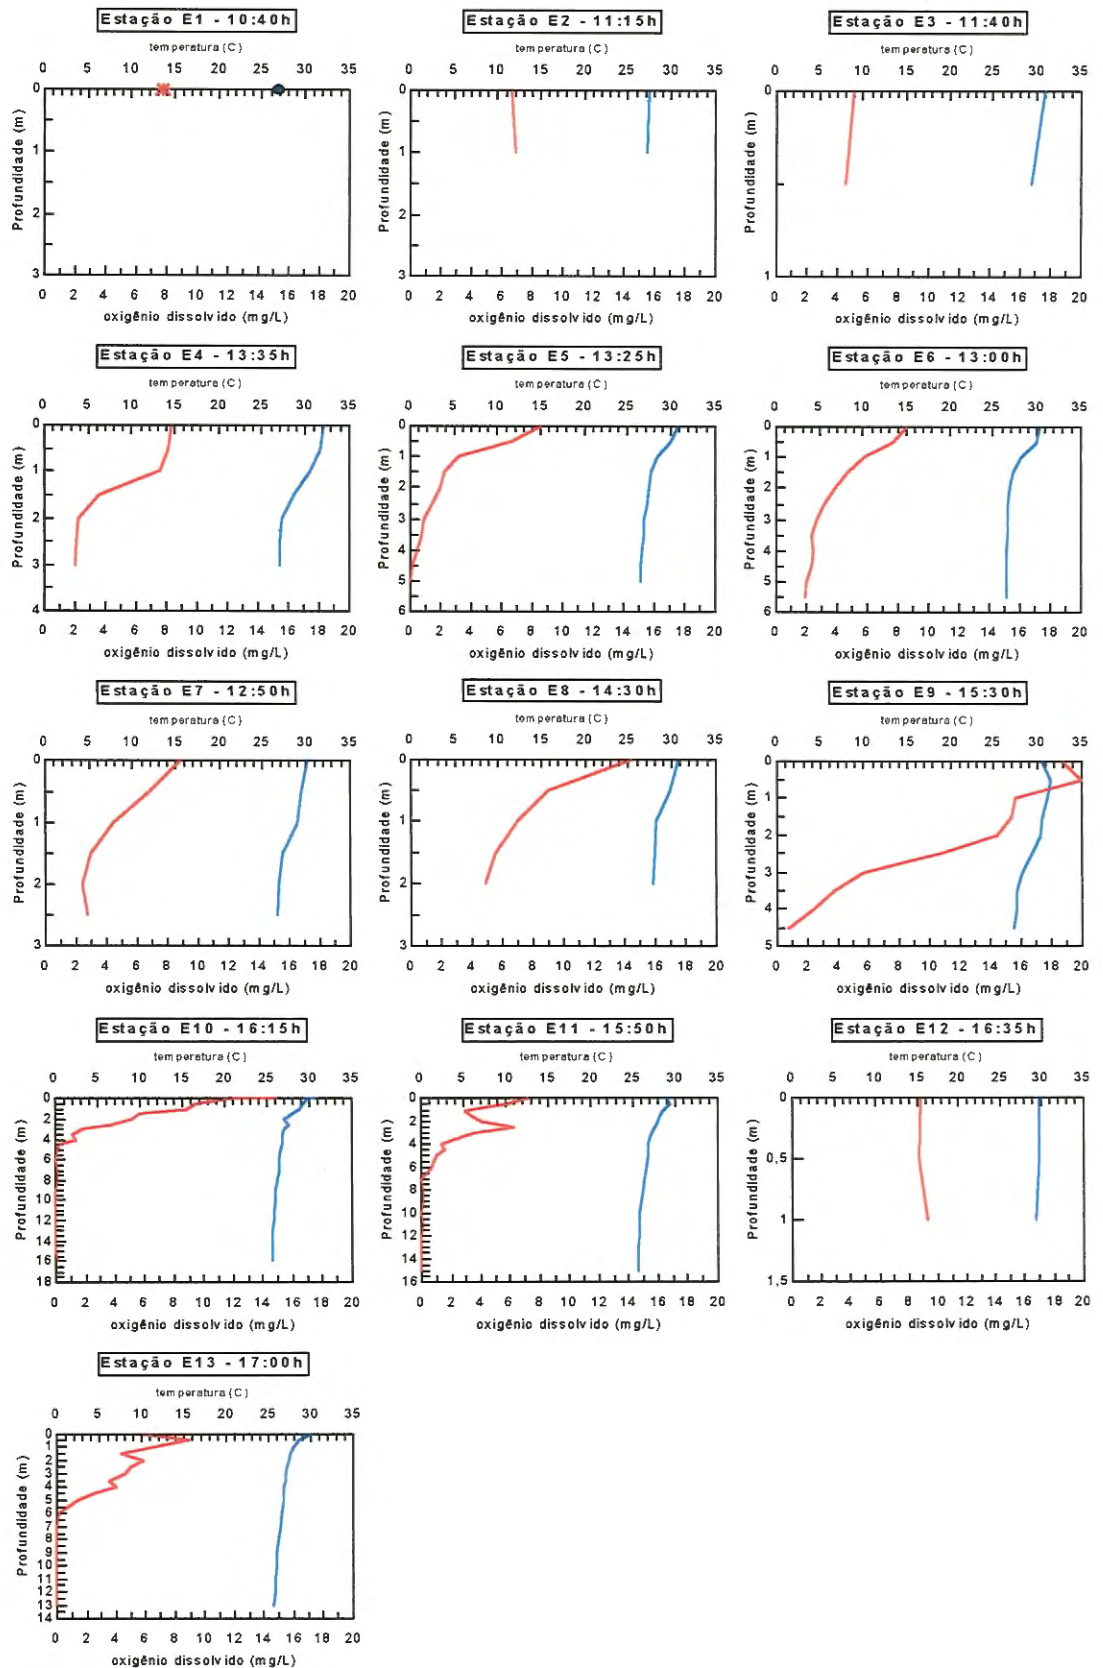 Estação E1 - 10:40h
temperatura (C)
0 5 10 15 20 25 30 35
Profundidade (m)
0
1
2
3
0 2 4 6 8 10 12 14 16 18 20
oxigênio dissolvido (mg/L)
Estação E2 - 11:15h
temperatura (C)
0 5 10 15 20 25 30 35
Profundidade (m)
0
1
2
3
0 2 4 6 8 10 12 14 16 18 20
oxigênio dissolvido (mg/L)
Estação E3 - 11:40h
temperatura (C)
0 5 10 15 20 25 30 35
Profundidade (m)
0
1
0 2 4 6 8 10 12 14 16 18 20
oxigênio dissolvido (mg/L)
Estação E4 - 13:35h
temperatura (C)
0 5 10 15 20 25 30 35
Profundidade (m)
0
1
2
3
4
0 2 4 6 8 10 12 14 16 18 20
oxigênio dissolvido (mg/L)
Estação E5 - 13:25h
temperatura (C)
0 5 10 15 20 25 30 35
Profundidade (m)
0
1
2
3
4
5
6
0 2 4 6 8 10 12 14 16 18 20
oxigênio dissolvido (mg/L)
Estação E6 - 13:00h
temperatura (C)
0 5 10 15 20 25 30 35
Profundidade (m)
0
1
2
3
4
5
6
0 2 4 6 8 10 12 14 16 18 20
oxigênio dissolvido (mg/L)
Estação E7 - 12:50h
temperatura (C)
0 5 10 15 20 25 30 35
Profundidade (m)
0
1
2
3
0 2 4 6 8 10 12 14 16 18 20
oxigênio dissolvido (mg/L)
Estação E8 - 14:30h
temperatura (C)
0 5 10 15 20 25 30 35
Profundidade (m)
0
1
2
3
0 2 4 6 8 10 12 14 16 18 20
oxigênio dissolvido (mg/L)
Estação E9 - 15:30h
temperatura (C)
0 5 10 15 20 25 30 35
Profundidade (m)
0
1
2
3
4
5
0 2 4 6 8 10 12 14 16 18 20
oxigênio dissolvido (mg/L)
Estação E10 - 16:15h
temperatura (C)
0 5 10 15 20 25 30 35
Profundidade (m)
0
2
4
6
8
10
12
14
16
18
0 2 4 6 8 10 12 14 16 18 20
oxigênio dissolvido (mg/L)
Estação E11 - 15:50h
temperatura (C)
0 5 10 15 20 25 30 35
Profundidade (m)
0
2
4
6
8
10
12
14
16
0 2 4 6 8 10 12 14 16 18 20
oxigênio dissolvido (mg/L)
Estação E12 - 16:35h
temperatura (C)
0 5 10 15 20 25 30 35
Profundidade (m)
0
0,5
1
1,5
0 2 4 6 8 10 12 14 16 18 20
oxigênio dissolvido (mg/L)
Estação E13 - 17:00h
temperatura (C)
0 5 10 15 20 25 30 35
Profundidade (m)
0
1
2
3
4
5
6
7
8
9
10
11
12
13
14
0 2 4 6 8 10 12 14 16 18 20
oxigênio dissolvido (mg/L)